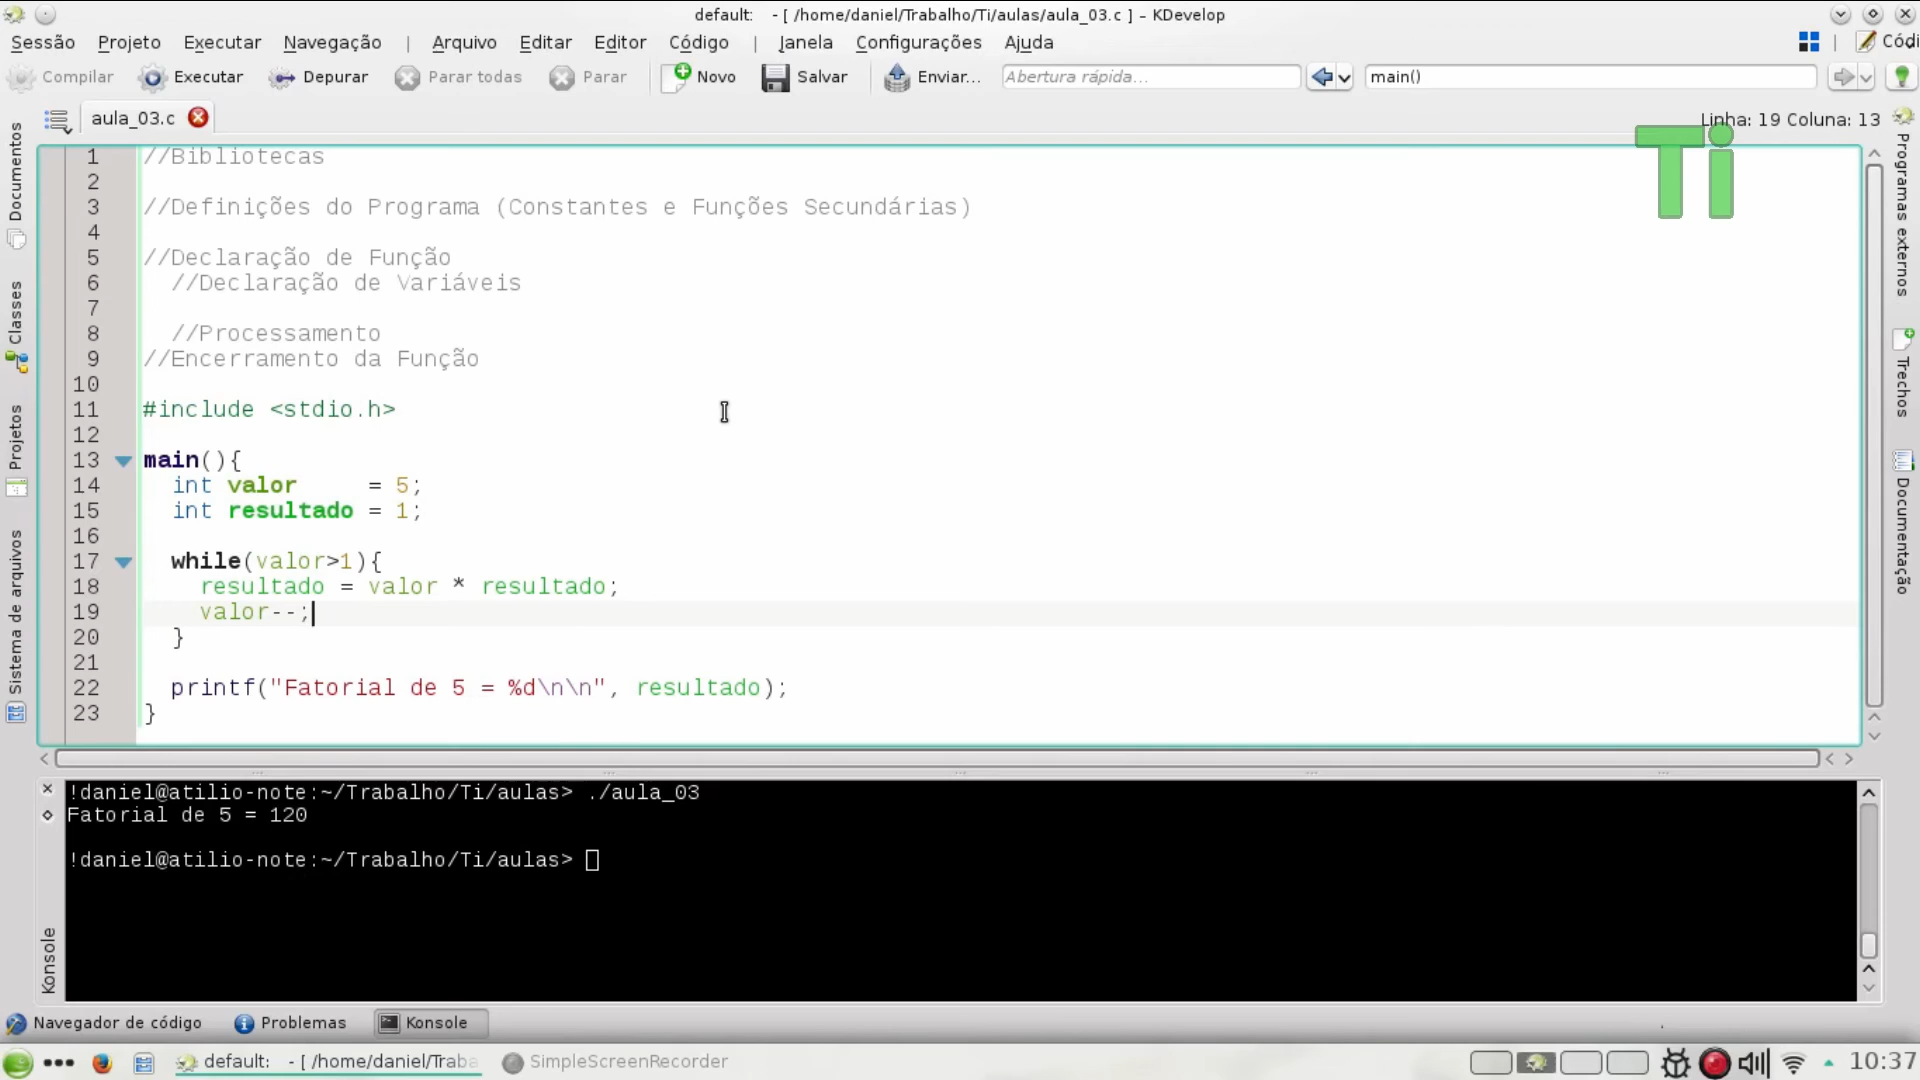 default:   - [ /home/daniel/Trabalho/Ti/aulas/aula_03.c ] – KDevelop
Sessão Projeto Executar Navegação | Arquivo Editar Editor Código | Janela Configurações Ajuda | Códi
Compilar Executar Depurar Parar todas Parar Novo Salvar Enviar... Abertura rápida... main()
aula_03.c Linha: 19 Coluna: 13
Ti
Documentos
Classes
Projetos
Sistema de arquivos
1 //Bibliotecas
2
3 //Definições do Programa (Constantes e Funções Secundárias)
4
5 //Declaração de Função
6   //Declaração de Variáveis
7
8   //Processamento
9 //Encerramento da Função
10
11 #include <stdio.h>
12
13 main(){
14   int valor     = 5;
15   int resultado = 1;
16
17   while(valor>1){
18     resultado = valor * resultado;
19     valor--;
20   }
21
22   printf("Fatorial de 5 = %d\n\n", resultado);
23 }
Programas externos
Trechos
Documentação
!daniel@atilio-note:~/Trabalho/Ti/aulas> ./aula_03
Fatorial de 5 = 120
!daniel@atilio-note:~/Trabalho/Ti/aulas>
Konsole
Navegador de código Problemas Konsole
default:   - [ /home/daniel/Traba SimpleScreenRecorder 10:37